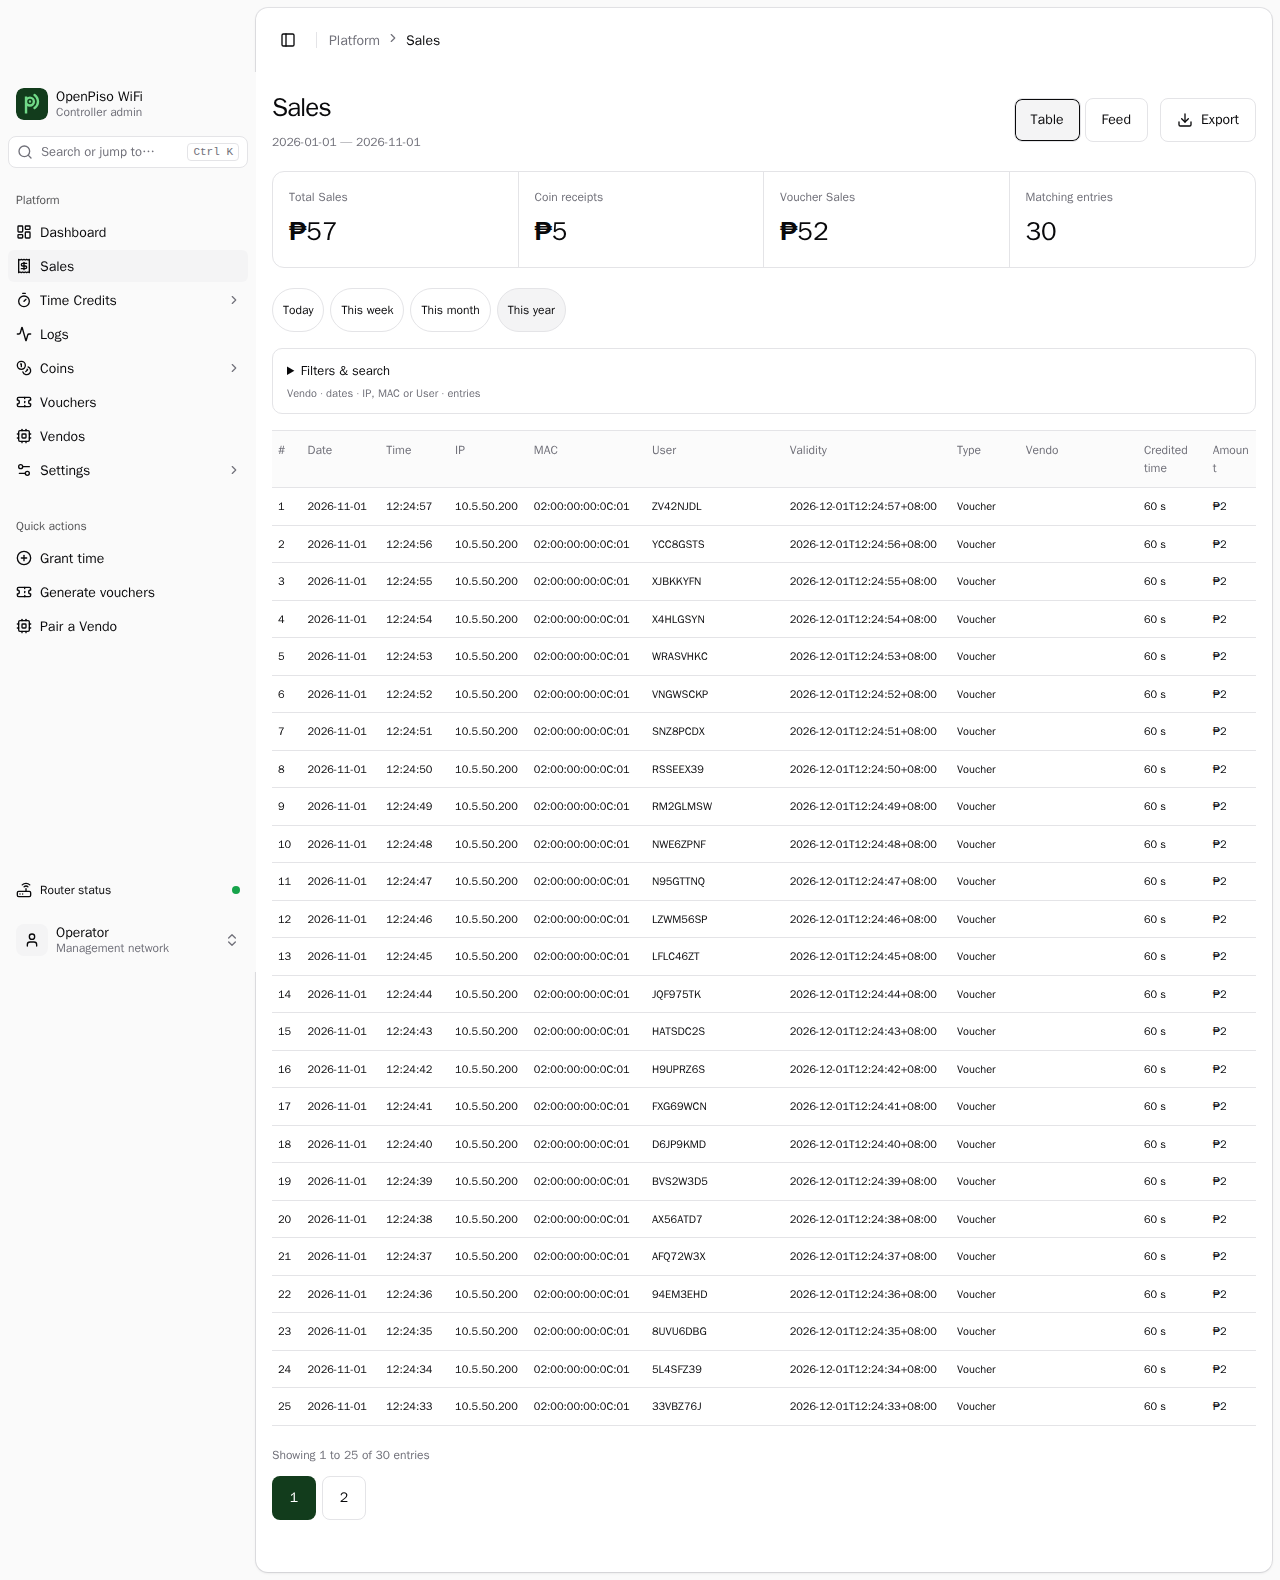 Platform > Sales
OpenPiso WiFi
Controller admin
Search or jump to··· Ctrl K
Platform
Dashboard
Sales
Time Credits
Logs
Coins
Vouchers
Vendos
Settings
Quick actions
Grant time
Generate vouchers
Pair a Vendo
Router status
Operator
Management network
Sales
2026-01-01 — 2026-11-01
Table Feed Export
Total Sales Coin receipts Voucher Sales Matching entries
₱57 ₱5 ₱52 30
Today This week This month This year
Filters & search
Vendo · dates · IP, MAC or User · entries
# Date Time IP MAC User Validity Type Vendo Credited time Amount
1 2026-11-01 12:24:57 10.5.50.200 02:00:00:00:0C:01 ZV42NJDL 2026-12-01T12:24:57+08:00 Voucher 60 s ₱2
2 2026-11-01 12:24:56 10.5.50.200 02:00:00:00:0C:01 YCC8GSTS 2026-12-01T12:24:56+08:00 Voucher 60 s ₱2
3 2026-11-01 12:24:55 10.5.50.200 02:00:00:00:0C:01 XJBKKYFN 2026-12-01T12:24:55+08:00 Voucher 60 s ₱2
4 2026-11-01 12:24:54 10.5.50.200 02:00:00:00:0C:01 X4HLGSYN 2026-12-01T12:24:54+08:00 Voucher 60 s ₱2
5 2026-11-01 12:24:53 10.5.50.200 02:00:00:00:0C:01 WRASVHKC 2026-12-01T12:24:53+08:00 Voucher 60 s ₱2
6 2026-11-01 12:24:52 10.5.50.200 02:00:00:00:0C:01 VNGWSCKP 2026-12-01T12:24:52+08:00 Voucher 60 s ₱2
7 2026-11-01 12:24:51 10.5.50.200 02:00:00:00:0C:01 SNZ8PCDX 2026-12-01T12:24:51+08:00 Voucher 60 s ₱2
8 2026-11-01 12:24:50 10.5.50.200 02:00:00:00:0C:01 RSSEEX39 2026-12-01T12:24:50+08:00 Voucher 60 s ₱2
9 2026-11-01 12:24:49 10.5.50.200 02:00:00:00:0C:01 RM2GLMSW 2026-12-01T12:24:49+08:00 Voucher 60 s ₱2
10 2026-11-01 12:24:48 10.5.50.200 02:00:00:00:0C:01 NWE6ZPNF 2026-12-01T12:24:48+08:00 Voucher 60 s ₱2
11 2026-11-01 12:24:47 10.5.50.200 02:00:00:00:0C:01 N95GTTNQ 2026-12-01T12:24:47+08:00 Voucher 60 s ₱2
12 2026-11-01 12:24:46 10.5.50.200 02:00:00:00:0C:01 LZWM56SP 2026-12-01T12:24:46+08:00 Voucher 60 s ₱2
13 2026-11-01 12:24:45 10.5.50.200 02:00:00:00:0C:01 LFLC46ZT 2026-12-01T12:24:45+08:00 Voucher 60 s ₱2
14 2026-11-01 12:24:44 10.5.50.200 02:00:00:00:0C:01 JQF975TK 2026-12-01T12:24:44+08:00 Voucher 60 s ₱2
15 2026-11-01 12:24:43 10.5.50.200 02:00:00:00:0C:01 HATSDC2S 2026-12-01T12:24:43+08:00 Voucher 60 s ₱2
16 2026-11-01 12:24:42 10.5.50.200 02:00:00:00:0C:01 H9UPRZ6S 2026-12-01T12:24:42+08:00 Voucher 60 s ₱2
17 2026-11-01 12:24:41 10.5.50.200 02:00:00:00:0C:01 FXG69WCN 2026-12-01T12:24:41+08:00 Voucher 60 s ₱2
18 2026-11-01 12:24:40 10.5.50.200 02:00:00:00:0C:01 D6JP9KMD 2026-12-01T12:24:40+08:00 Voucher 60 s ₱2
19 2026-11-01 12:24:39 10.5.50.200 02:00:00:00:0C:01 BVS2W3D5 2026-12-01T12:24:39+08:00 Voucher 60 s ₱2
20 2026-11-01 12:24:38 10.5.50.200 02:00:00:00:0C:01 AX56ATD7 2026-12-01T12:24:38+08:00 Voucher 60 s ₱2
21 2026-11-01 12:24:37 10.5.50.200 02:00:00:00:0C:01 AFQ72W3X 2026-12-01T12:24:37+08:00 Voucher 60 s ₱2
22 2026-11-01 12:24:36 10.5.50.200 02:00:00:00:0C:01 94EM3EHD 2026-12-01T12:24:36+08:00 Voucher 60 s ₱2
23 2026-11-01 12:24:35 10.5.50.200 02:00:00:00:0C:01 8UVU6DBG 2026-12-01T12:24:35+08:00 Voucher 60 s ₱2
24 2026-11-01 12:24:34 10.5.50.200 02:00:00:00:0C:01 5L4SFZ39 2026-12-01T12:24:34+08:00 Voucher 60 s ₱2
25 2026-11-01 12:24:33 10.5.50.200 02:00:00:00:0C:01 33VBZ76J 2026-12-01T12:24:33+08:00 Voucher 60 s ₱2
Showing 1 to 25 of 30 entries
1 2